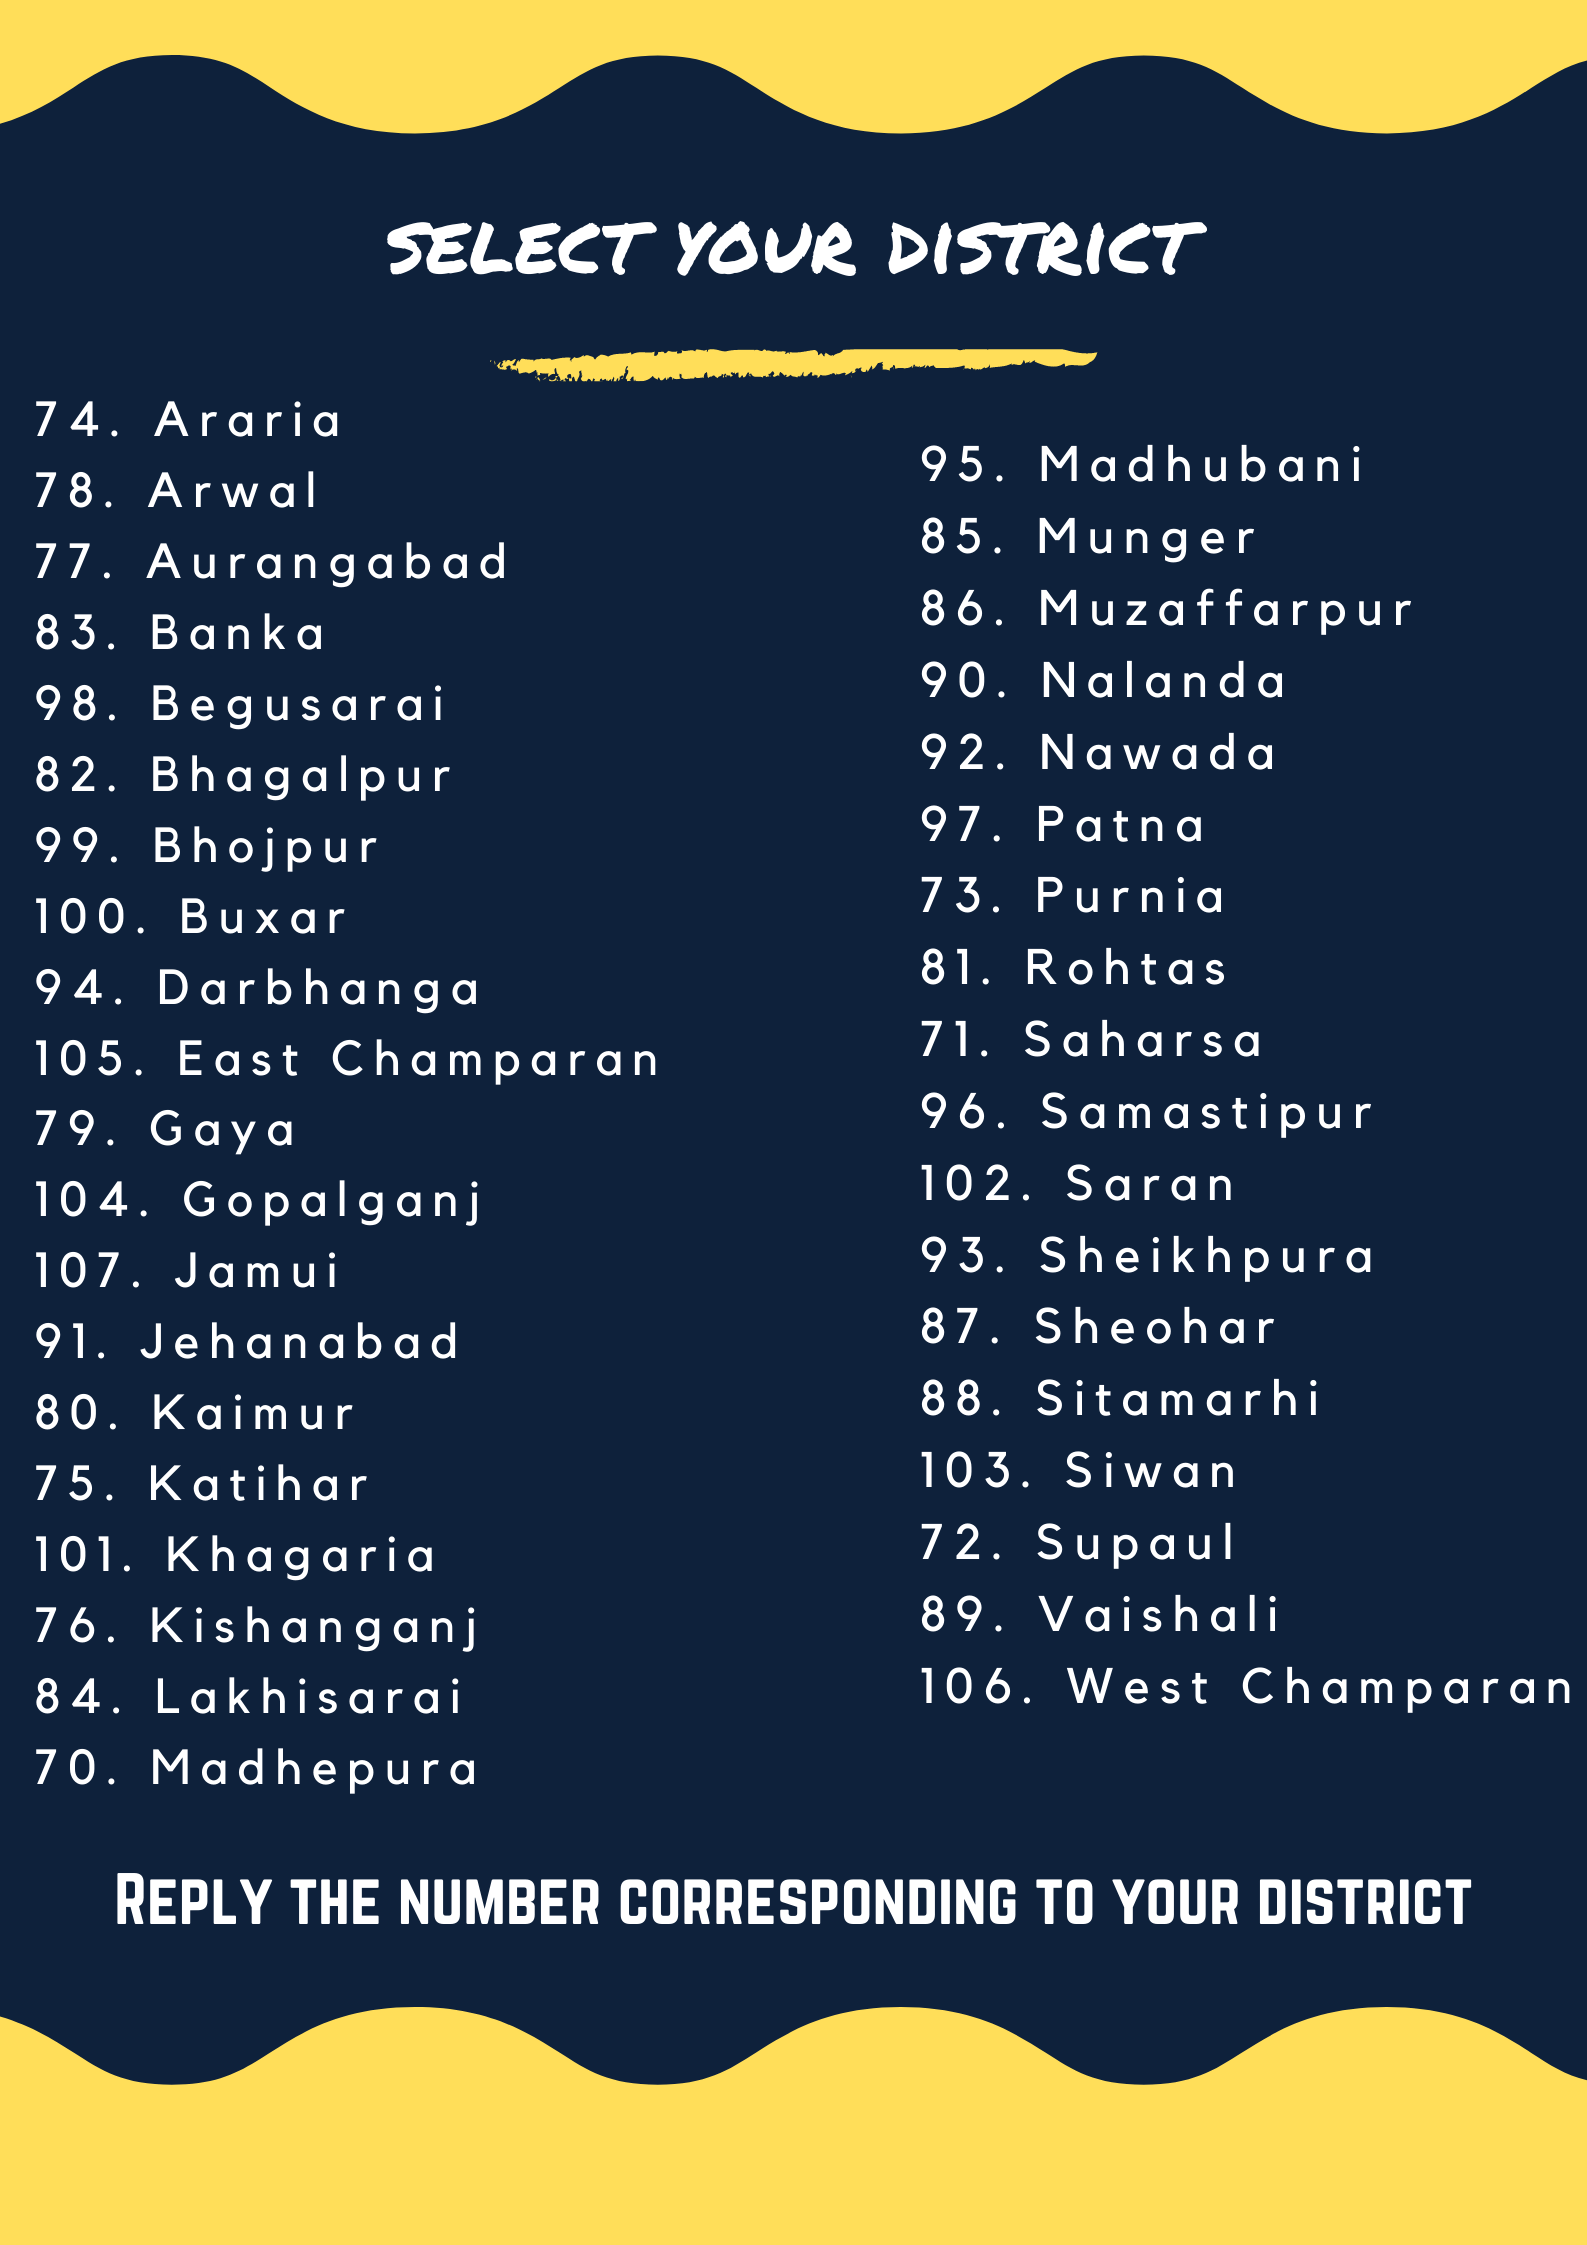 SELECT YOUR DISTRICT
74. Araria
78. Arwal
77. Aurangabad
83. Banka
98. Begusarai
82. Bhagalpur
99. Bhojpur
100. Buxar
94. Darbhanga
105. East Champaran
79. Gaya
104. Gopalganj
107. Jamui
91. Jehanabad
80. Kaimur
75. Katihar
101. Khagaria
76. Kishanganj
84. Lakhisarai
70. Madhepura
95. Madhubani
85. Munger
86. Muzaffarpur
90. Nalanda
92. Nawada
97. Patna
73. Purnia
81. Rohtas
71. Saharsa
96. Samastipur
102. Saran
93. Sheikhpura
87. Sheohar
88. Sitamarhi
103. Siwan
72. Supaul
89. Vaishali
106. West Champaran
REPLY THE NUMBER CORRESPONDING TO YOUR DISTRICT